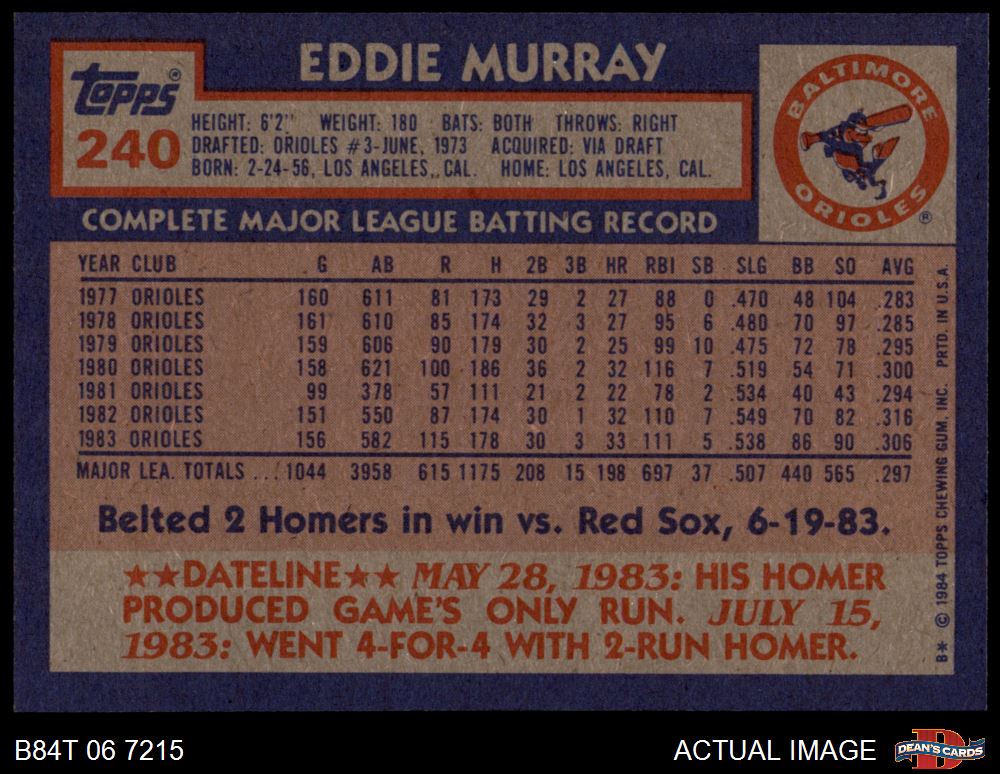 EDDIE MURRAY
Topps®
240
HEIGHT: 6'2" WEIGHT: 180 BATS: BOTH THROWS: RIGHT
DRAFTED: ORIOLES #3-JUNE, 1973 ACQUIRED: VIA DRAFT
BORN: 2-24-56, LOS ANGELES, CAL. HOME: LOS ANGELES, CAL.
BALTIMORE
ORIOLES ®
COMPLETE MAJOR LEAGUE BATTING RECORD
YEAR CLUB G AB R H 2B 3B HR RBI SB SLG BB SO AVG
1977 ORIOLES 160 611 81 173 29 2 27 88 0 .470 48 104 .283
1978 ORIOLES 161 610 85 174 32 3 27 95 6 .480 70 97 .285
1979 ORIOLES 159 606 90 179 30 2 25 99 10 .475 72 78 .295
1980 ORIOLES 158 621 100 186 36 2 32 116 7 .519 54 71 .300
1981 ORIOLES 99 378 57 111 21 2 22 78 2 .534 40 43 .294
1982 ORIOLES 151 550 87 174 30 1 32 110 7 .549 70 82 .316
1983 ORIOLES 156 582 115 178 30 3 33 111 5 .538 86 90 .306
MAJOR LEA. TOTALS ... 1044 3958 615 1175 208 15 198 697 37 .507 440 565 .297
Belted 2 Homers in win vs. Red Sox, 6-19-83.
★★DATELINE★★ MAY 28, 1983: HIS HOMER
PRODUCED GAME'S ONLY RUN. JULY 15,
1983: WENT 4-FOR-4 WITH 2-RUN HOMER.
B* © 1984 TOPPS CHEWING GUM, INC. PRTD. IN U.S.A.
B84T 06 7215
ACTUAL IMAGE
DEAN'S CARDS